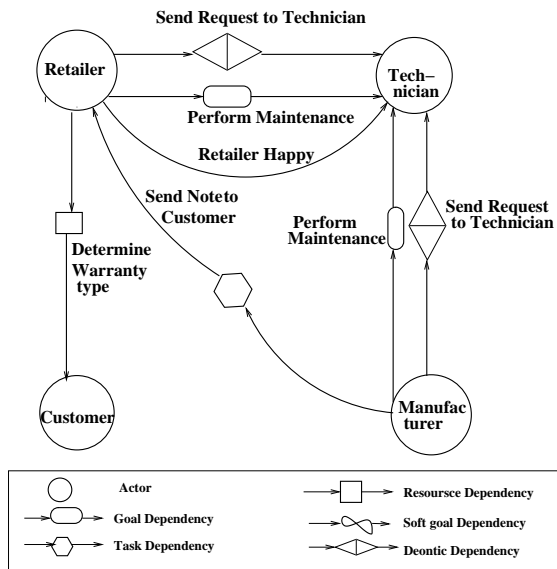 Send Request to Technician
Retailer
Tech–
nician
Perform Maintenance
Retailer Happy
Send Note to
Customer
Perform
Maintenance
Send Request
to Technician
Determine
Warranty
type
Customer
Manufac
turer
Actor
Resoursce Dependency
Goal Dependency
Soft goal Dependency
Task Dependency
Deontic Dependency